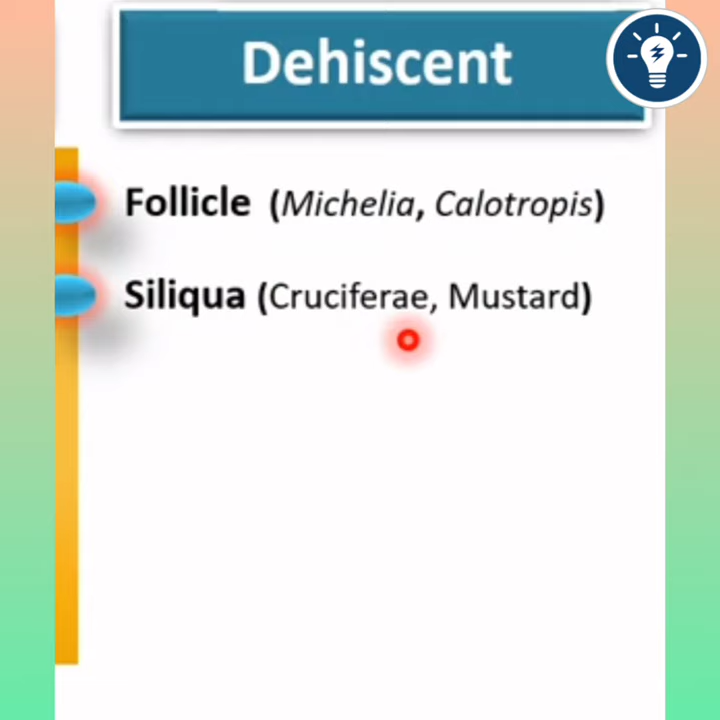 Dehiscent
Follicle (Michelia, Calotropis)
Siliqua (Cruciferae, Mustard)